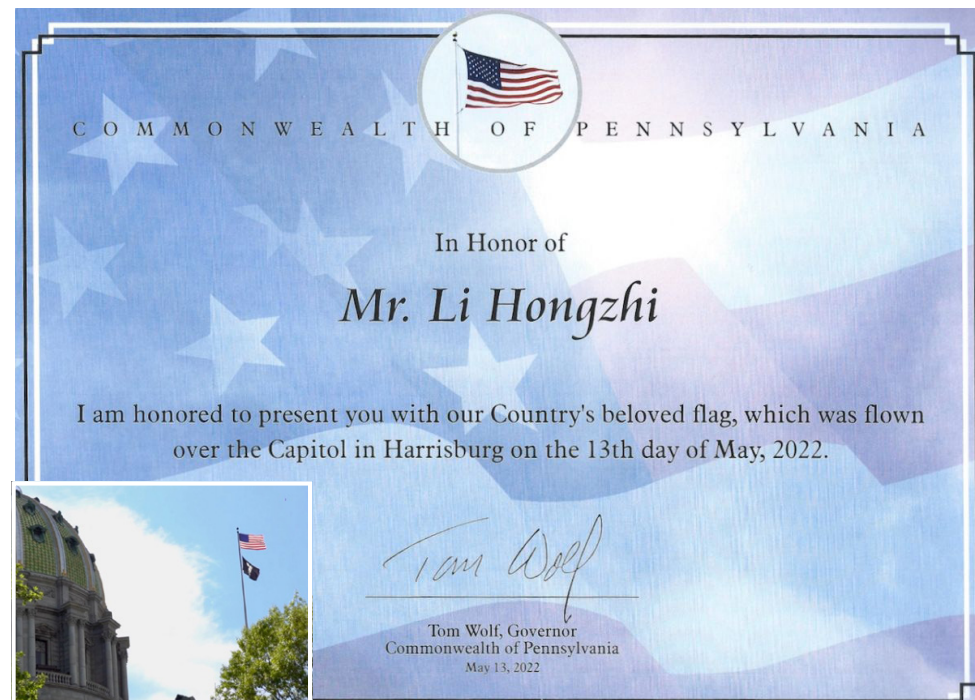 COMMONWEALTH OF PENNSYLVANIA
In Honor of
Mr. Li Hongzhi
I am honored to present you with our Country's beloved flag, which was flown
over the Capitol in Harrisburg on the 13th day of May, 2022.
Tom Wolf
Tom Wolf, Governor
Commonwealth of Pennsylvania
May 13, 2022